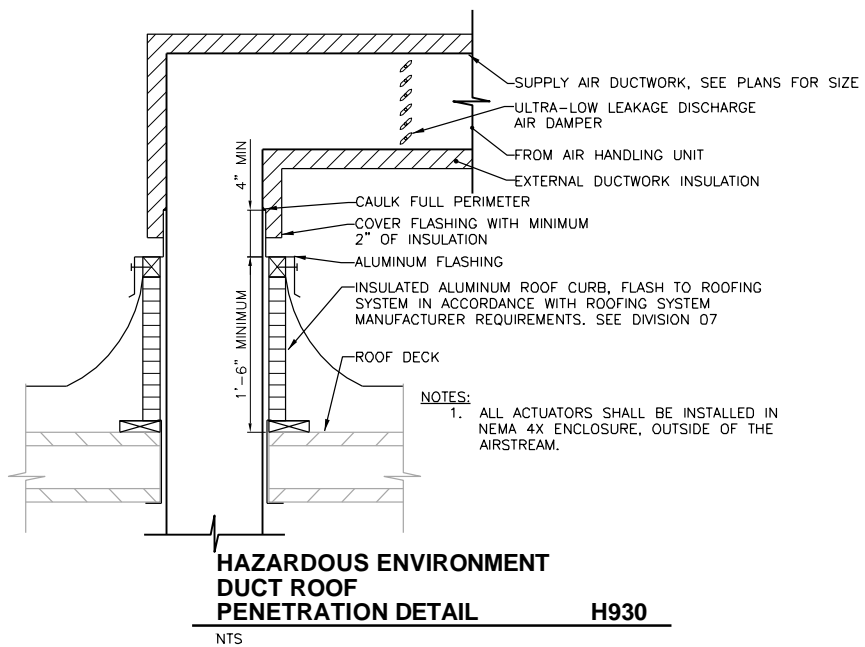 SUPPLY AIR DUCTWORK, SEE PLANS FOR SIZE
ULTRA-LOW LEAKAGE DISCHARGE
AIR DAMPER
FROM AIR HANDLING UNIT
EXTERNAL DUCTWORK INSULATION
4" MIN
CAULK FULL PERIMETER
COVER FLASHING WITH MINIMUM
2" OF INSULATION
ALUMINUM FLASHING
INSULATED ALUMINUM ROOF CURB, FLASH TO ROOFING
SYSTEM IN ACCORDANCE WITH ROOFING SYSTEM
MANUFACTURER REQUIREMENTS. SEE DIVISION 07
1'-6" MINIMUM
ROOF DECK
NOTES:
1. ALL ACTUATORS SHALL BE INSTALLED IN
NEMA 4X ENCLOSURE, OUTSIDE OF THE
AIRSTREAM.
HAZARDOUS ENVIRONMENT
DUCT ROOF
PENETRATION DETAIL H930
NTS